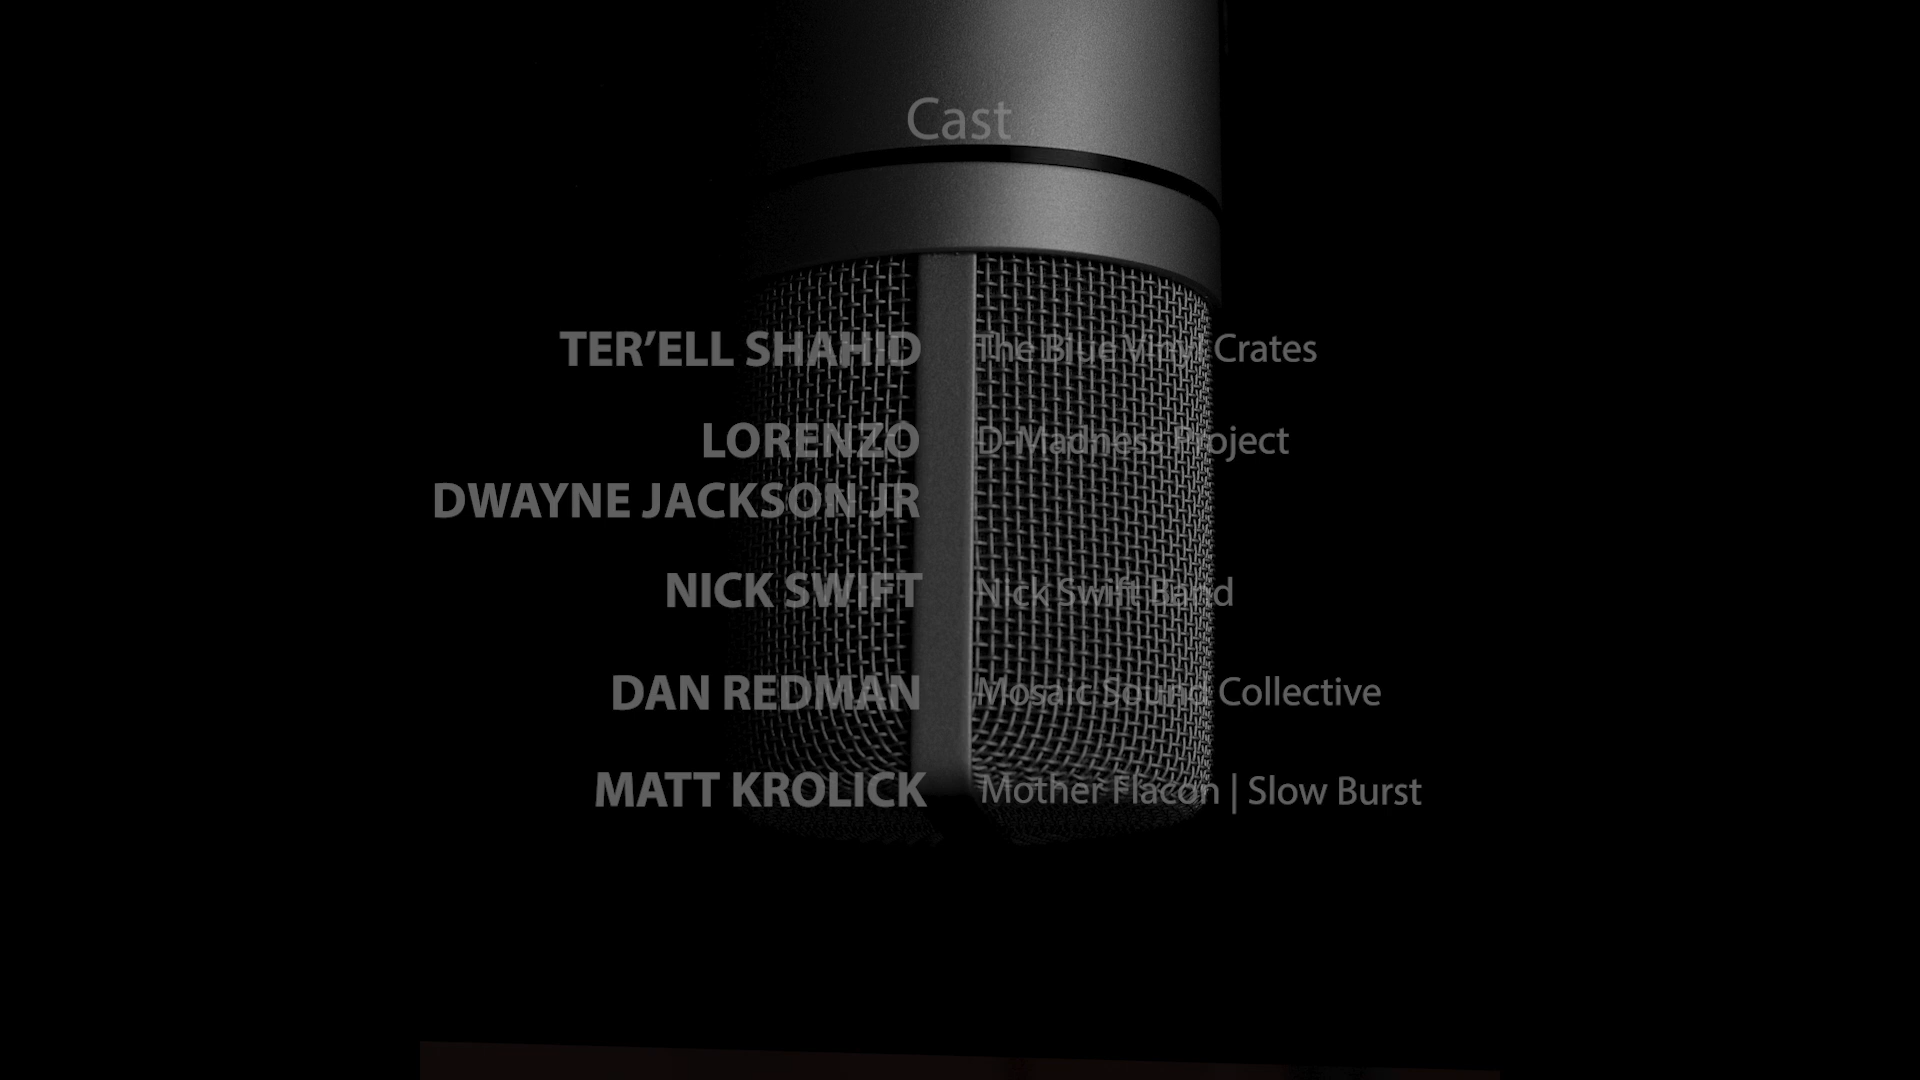 Cast
TER’ELL SHAHID The Blue Vinyl Crates
LORENZO D-Madness Project
DWAYNE JACKSON JR
NICK SWIFT Nick Swift Band
DAN REDMAN Mosaic Sound Collective
MATT KROLICK Mother Flacon | Slow Burst